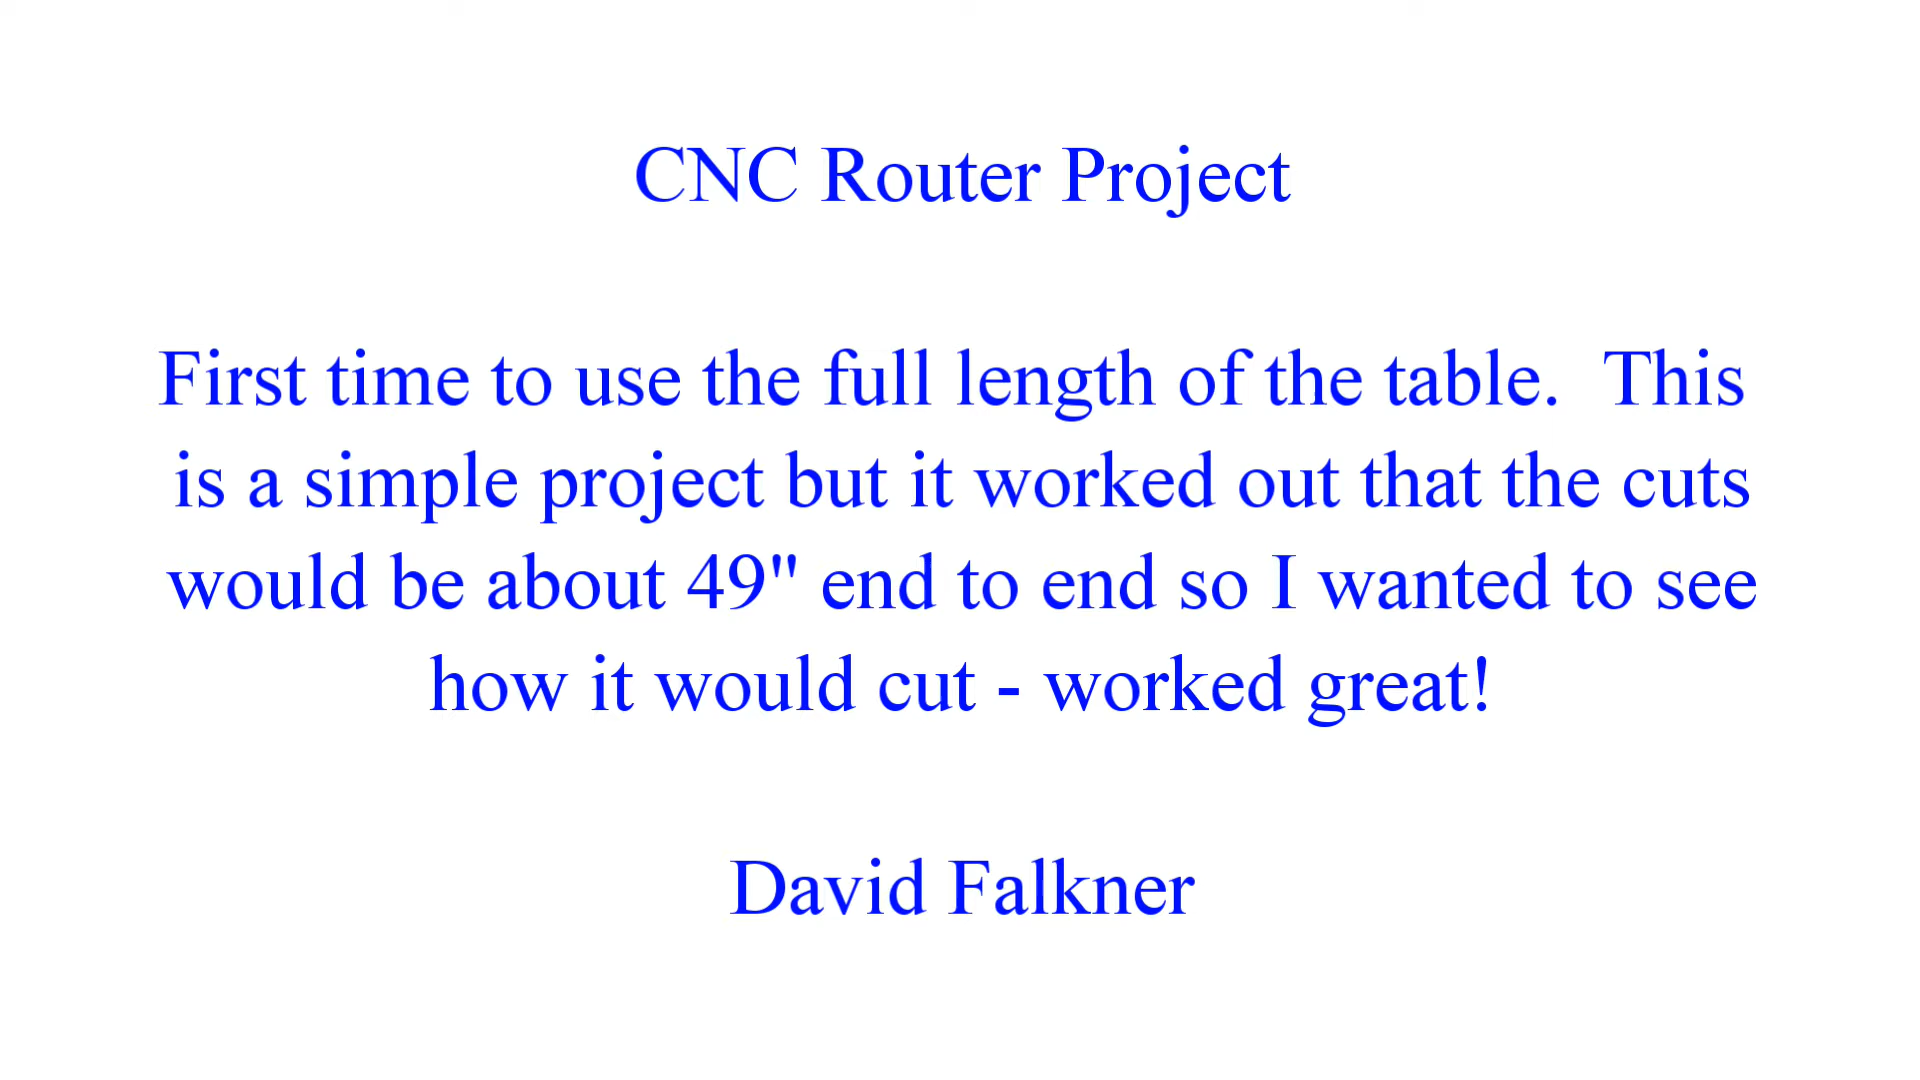 CNC Router Project
First time to use the full length of the table.  This
is a simple project but it worked out that the cuts
would be about 49" end to end so I wanted to see
how it would cut - worked great!
David Falkner